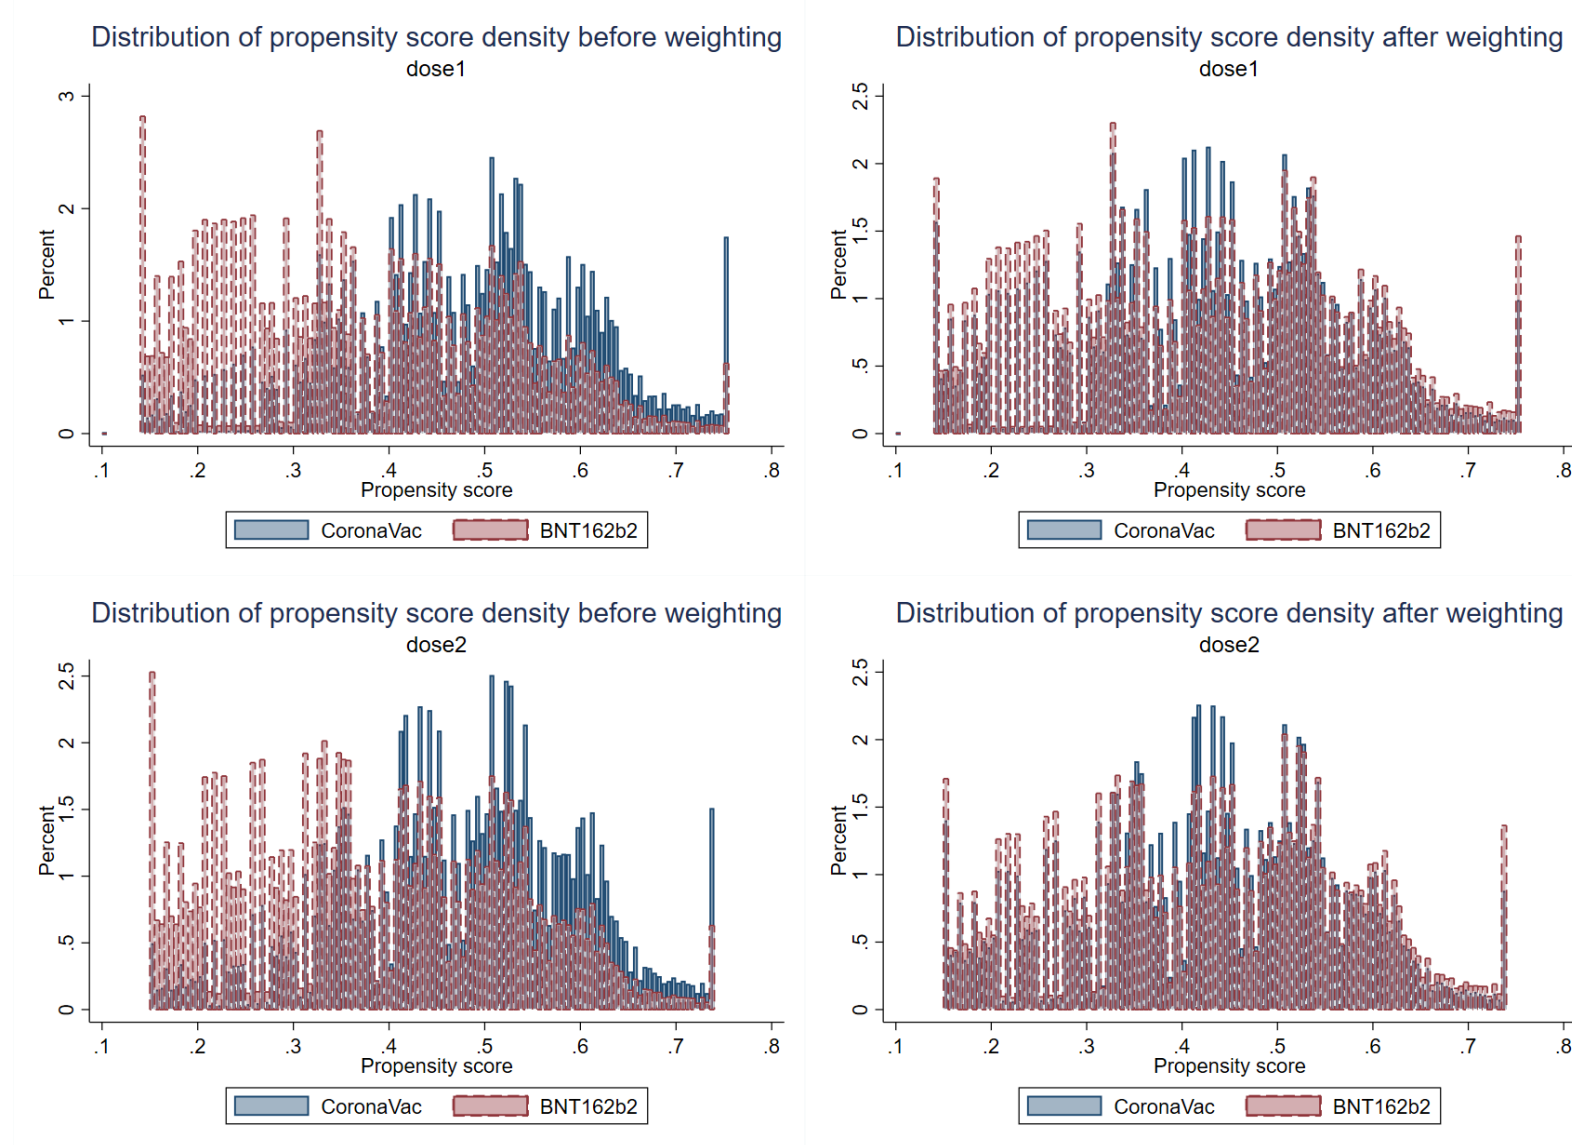 Distribution of propensity score density before weighting
dose1
3
2
1
0
Percent
.1 .2 .3 .4 .5 .6 .7 .8
Propensity score
CoronaVac BNT162b2
Distribution of propensity score density after weighting
dose1
2.5
2
1.5
1
.5
0
Percent
.1 .2 .3 .4 .5 .6 .7 .8
Propensity score
CoronaVac BNT162b2
Distribution of propensity score density before weighting
dose2
2.5
2
1.5
1
.5
0
Percent
.1 .2 .3 .4 .5 .6 .7 .8
Propensity score
CoronaVac BNT162b2
Distribution of propensity score density after weighting
dose2
2.5
2
1.5
1
.5
0
Percent
.1 .2 .3 .4 .5 .6 .7 .8
Propensity score
CoronaVac BNT162b2